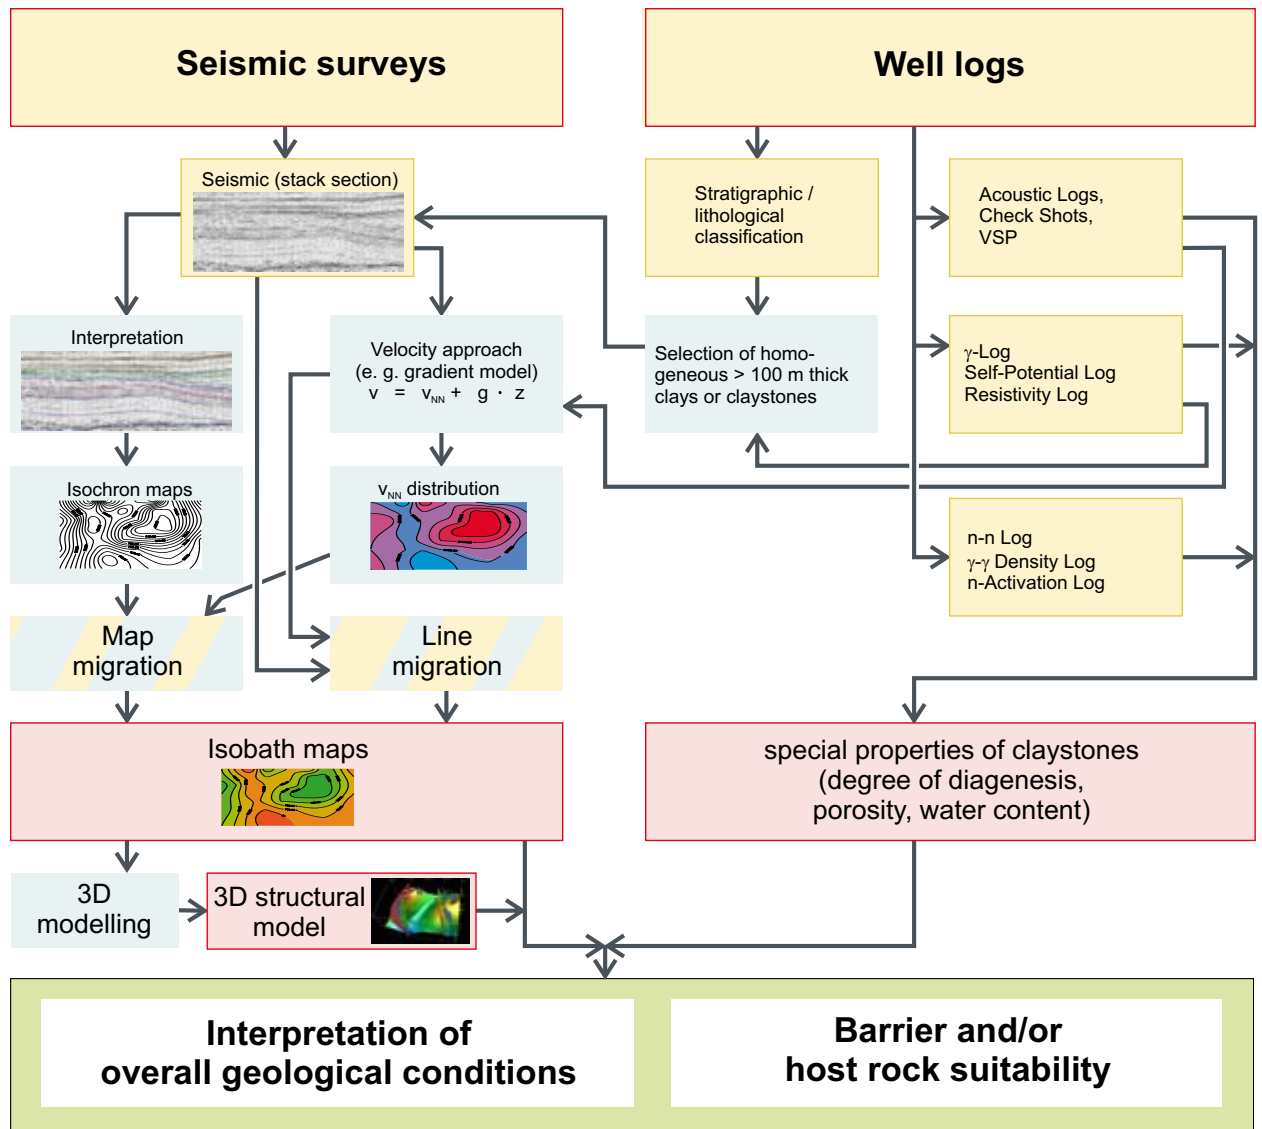 Seismic surveys
Well logs
Seismic (stack section)
Stratigraphic /
lithological
classification
Acoustic Logs,
Check Shots,
VSP
Interpretation
Velocity approach
(e. g. gradient model)
v = vNN + g · z
Selection of homo-
geneous > 100 m thick
clays or claystones
γ-Log
Self-Potential Log
Resistivity Log
Isochron maps
vNN distribution
n-n Log
γ-γ Density Log
n-Activation Log
Map
migration
Line
migration
Isobath maps
special properties of claystones
(degree of diagenesis,
porosity, water content)
3D
modelling
3D structural
model
Interpretation of
overall geological conditions
Barrier and/or
host rock suitability